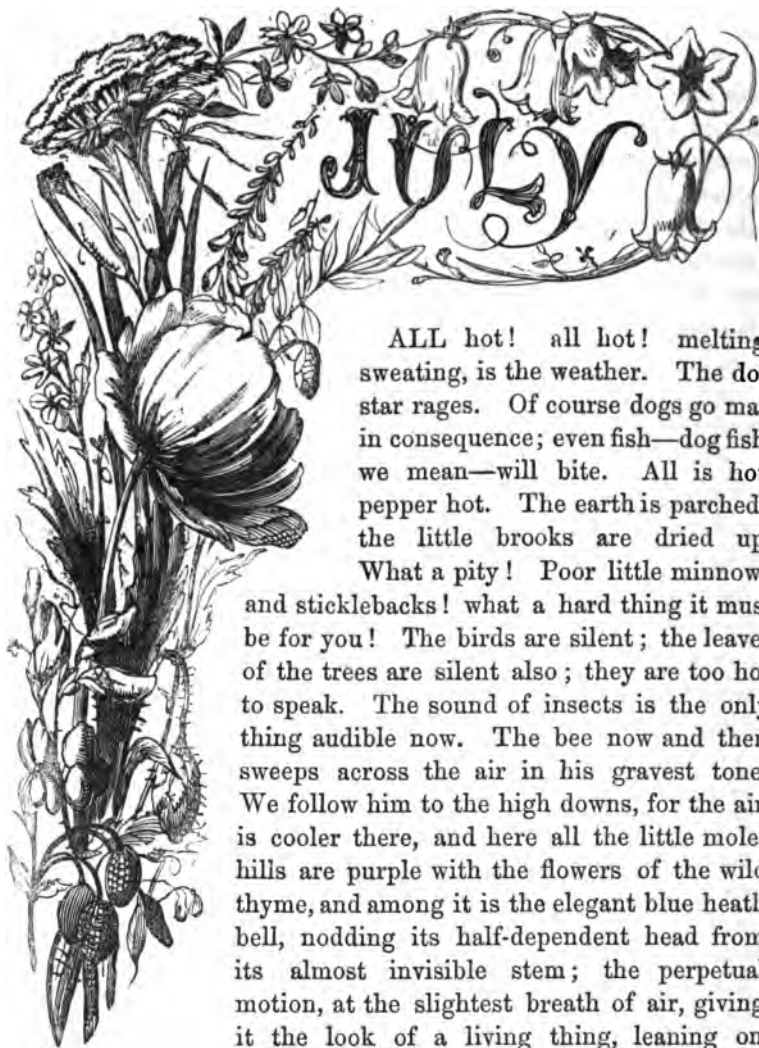 JULY
ALL hot! all hot! melting
sweating, is the weather. The do
star rages. Of course dogs go ma
in consequence; even fish—dog fish
we mean—will bite. All is ho
pepper hot. The earth is parched
the little brooks are dried up
What a pity! Poor little minnow
and sticklebacks! what a hard thing it mus
be for you! The birds are silent; the leave
of the trees are silent also; they are too ho
to speak. The sound of insects is the only
thing audible now. The bee now and then
sweeps across the air in his gravest tone
We follow him to the high downs, for the air
is cooler there, and here all the little mole
hills are purple with the flowers of the wild
thyme, and among it is the elegant blue heath
bell, nodding its half-dependent head from
its almost invisible stem; the perpetual
motion, at the slightest breath of air, giving
it the look of a living thing, leaning on